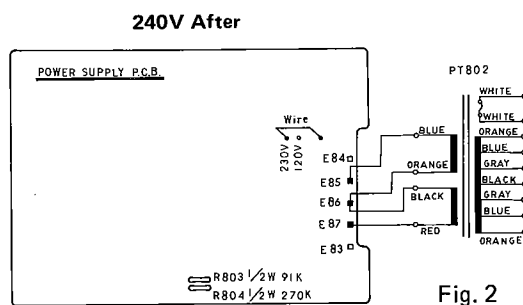 240V After
POWER SUPPLY P.C.B.
Wire
230V
120V
E84
E85
E86
E87
E83
R803 1/2W 91K
R804 1/2W 270K
BLUE
ORANGE
BLACK
RED
PT802
WHITE
WHITE
ORANGE
BLUE
GRAY
BLACK
GRAY
BLUE
ORANGE
Fig. 2